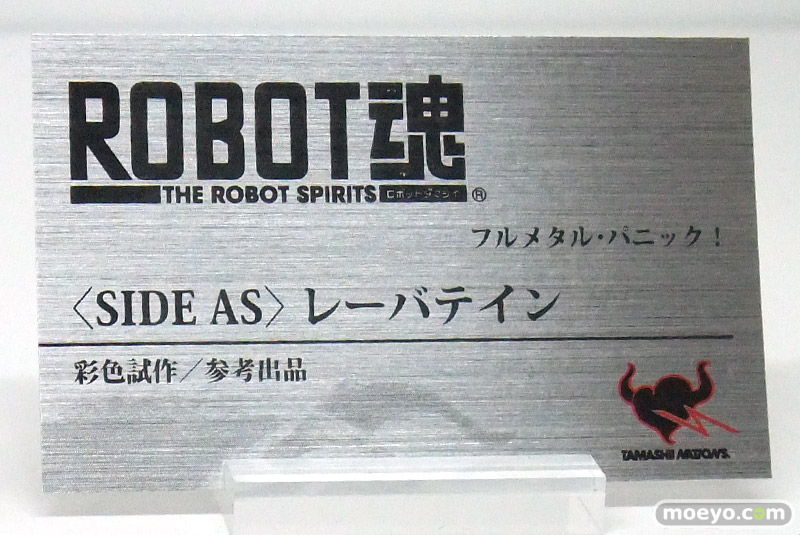 ROBOT魂
THE ROBOT SPIRITS ロボットダマシイ ®
フルメタル・パニック！
〈SIDE AS〉レーバテイン
彩色試作／参考出品
TAMASHII NATIONS.
moeyo.com